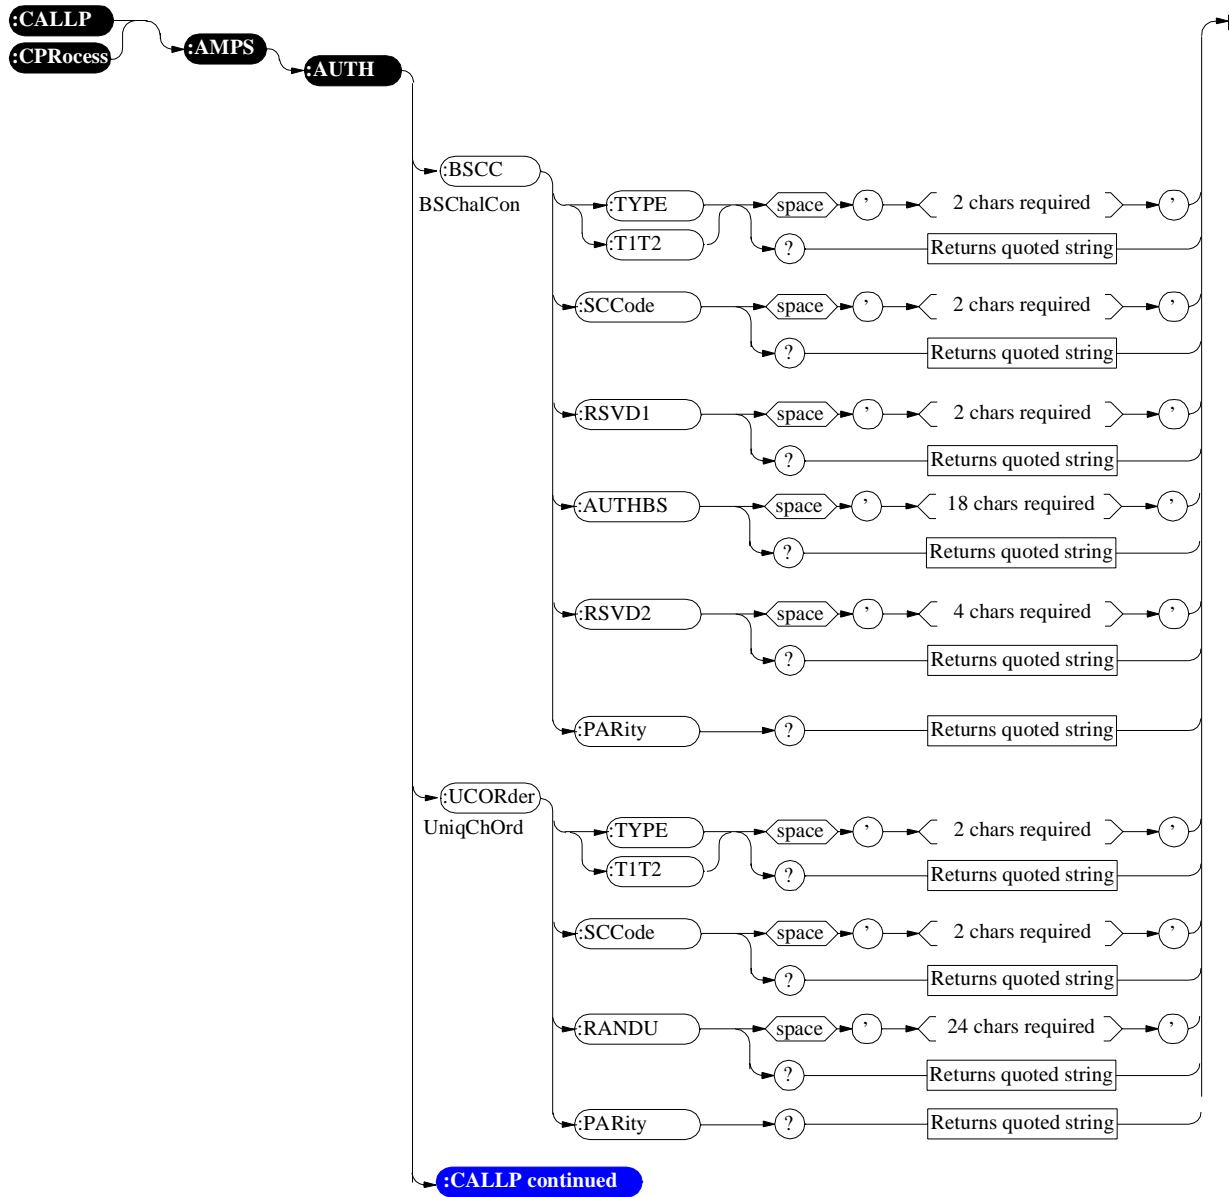 :CALLP
:CPRocess
:AMPS
:AUTH
:BSCC
BSChalCon
:TYPE space ' 2 chars required '
:T1T2 ? Returns quoted string
:SCCode space ' 2 chars required '
? Returns quoted string
:RSVD1 space ' 2 chars required '
? Returns quoted string
:AUTHBS space ' 18 chars required '
? Returns quoted string
:RSVD2 space ' 4 chars required '
? Returns quoted string
:PARity ? Returns quoted string
:UCORder
UniqChOrd
:TYPE space ' 2 chars required '
:T1T2 ? Returns quoted string
:SCCode space ' 2 chars required '
? Returns quoted string
:RANDU space ' 24 chars required '
? Returns quoted string
:PARity ? Returns quoted string
:CALLP continued